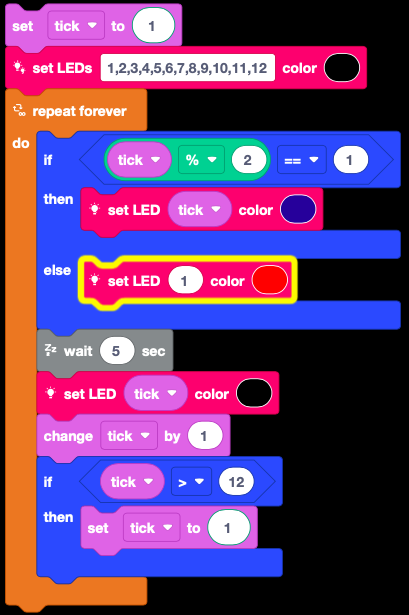 set tick to 1
set LEDs 1,2,3,4,5,6,7,8,9,10,11,12 color
repeat forever
do
if tick % 2 == 1
then set LED tick color
else set LED 1 color
Zz wait 5 sec
set LED tick color
change tick by 1
if tick > 12
then set tick to 1